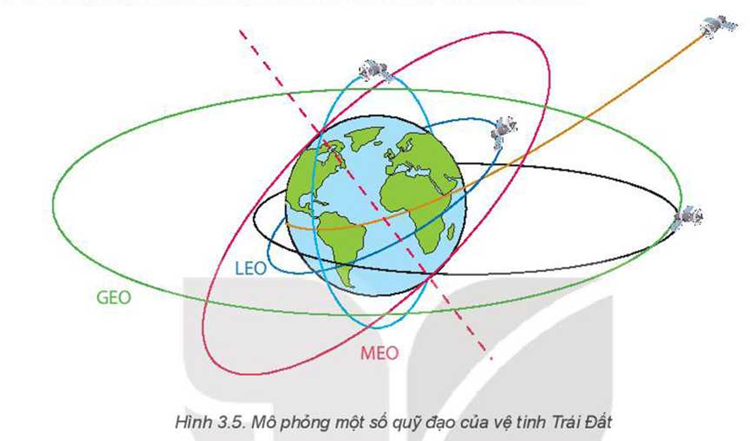 LEO
GEO
MEO
Hình 3.5. Mô phỏng một số quỹ đạo của vệ tinh Trái Đất